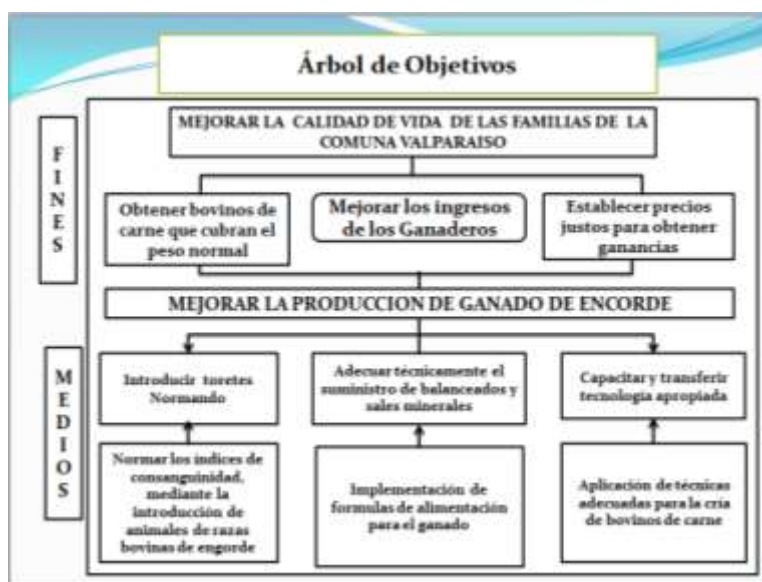 Árbol de Objetivos
FINES
MEJORAR LA CALIDAD DE VIDA DE LAS FAMILIAS DE LA
COMUNA VALPARAISO
Obtener bovinos de
carne que cubran el
peso normal
Mejorar los ingresos
de los Ganaderos
Establecer precios
justos para obtener
ganancias
MEJORAR LA PRODUCCION DE GANADO DE ENCORDE
MEDIOS
Introducir toretes
Normando
Adecuar técnicamente el
suministro de balanceados y
sales minerales
Capacitar y transferir
tecnología apropiada
Normar los índices de
consanguinidad,
mediante la
introducción de
animales de razas
bovinas de engorde
Implementación de
formulas de alimentación
para el ganado
Aplicación de técnicas
adecuadas para la cría
de bovinos de carne